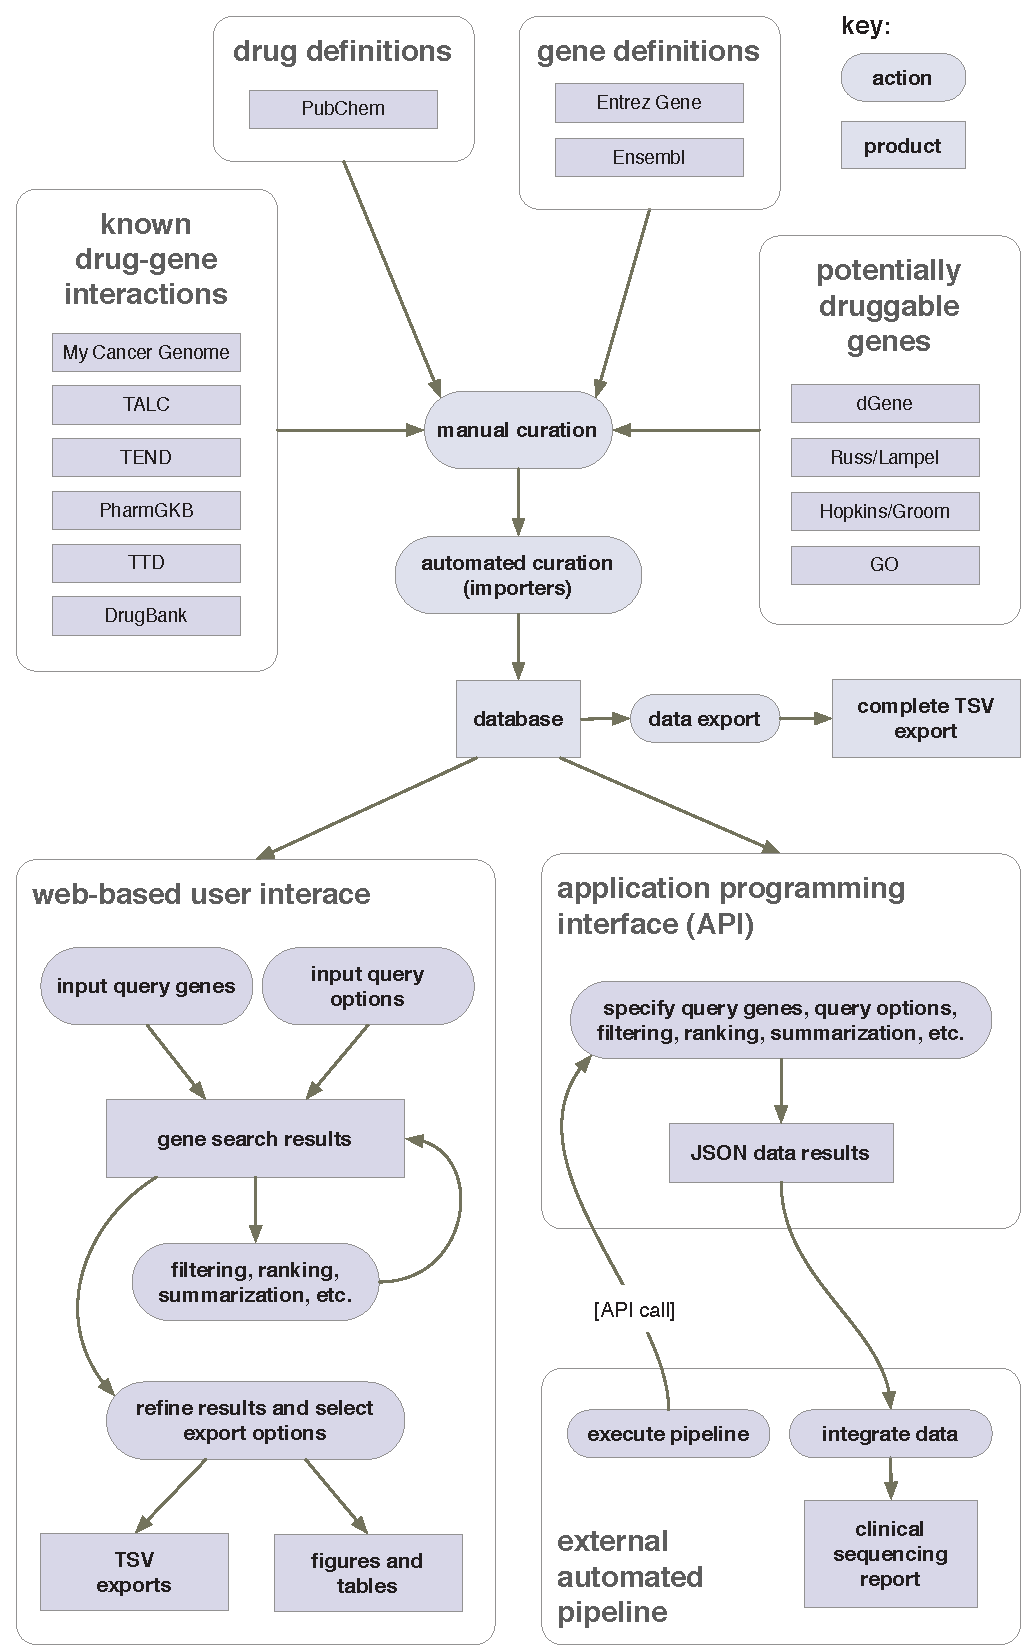 drug definitions
PubChem
gene definitions
Entrez Gene
Ensembl
key:
action
product
known
drug-gene
interactions
My Cancer Genome
TALC
TEND
PharmGKB
TTD
DrugBank
potentially
druggable
genes
dGene
Russ/Lampel
Hopkins/Groom
GO
manual curation
automated curation
(importers)
database
data export
complete TSV
export
web-based user interace
input query genes
input query
options
gene search results
filtering, ranking,
summarization, etc.
refine results and select
export options
TSV
exports
figures and
tables
application programming
interface (API)
specify query genes, query options,
filtering, ranking, summarization, etc.
JSON data results
[API call]
execute pipeline
integrate data
clinical
sequencing
report
external
automated
pipeline